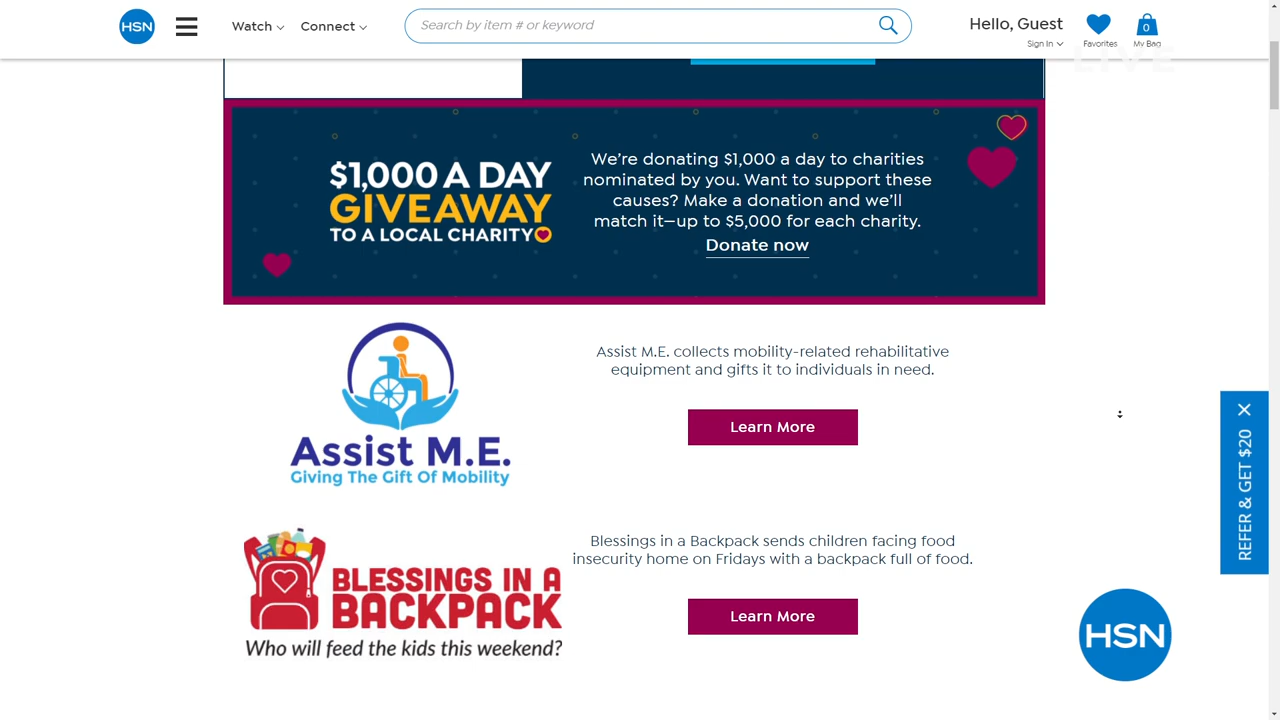 HSN
Watch
Connect
Search by item # or keyword
Hello, Guest
Sign In
Favorites
0
My Bag
LIVE
$1,000 A DAY
GIVEAWAY
TO A LOCAL CHARITY
We're donating $1,000 a day to charities
nominated by you. Want to support these
causes? Make a donation and we'll
match it—up to $5,000 for each charity.
Donate now
Assist M.E.
Giving The Gift Of Mobility
Assist M.E. collects mobility-related rehabilitative
equipment and gifts it to individuals in need.
Learn More
REFER & GET $20
BLESSINGS IN A
BACKPACK
Who will feed the kids this weekend?
Blessings in a Backpack sends children facing food
insecurity home on Fridays with a backpack full of food.
Learn More
HSN